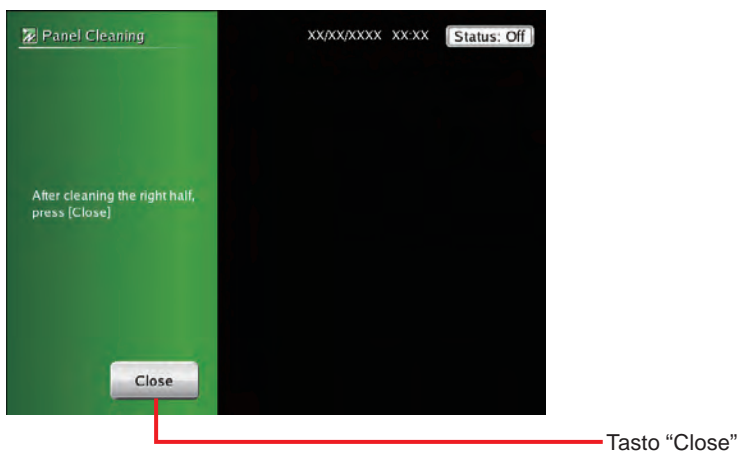 Panel Cleaning
XX/XX/XXXX XX:XX
Status: Off
After cleaning the right half,
press [Close]
Close
Tasto “Close”